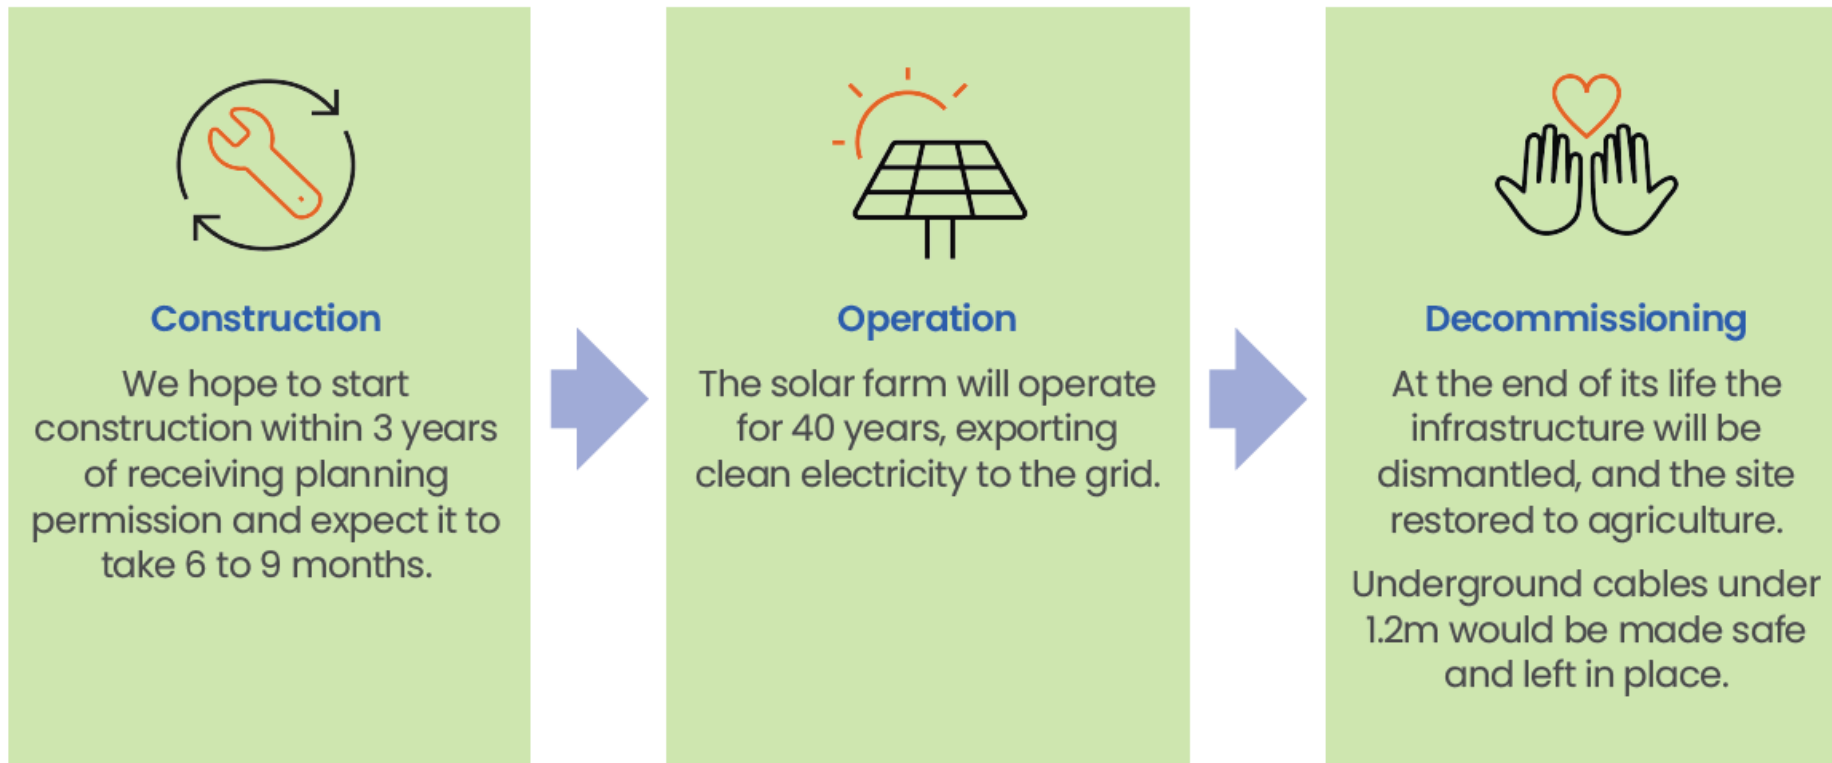 Construction
We hope to start
construction within 3 years
of receiving planning
permission and expect it to
take 6 to 9 months.
Operation
The solar farm will operate
for 40 years, exporting
clean electricity to the grid.
Decommissioning
At the end of its life the
infrastructure will be
dismantled, and the site
restored to agriculture.
Underground cables under
1.2m would be made safe
and left in place.